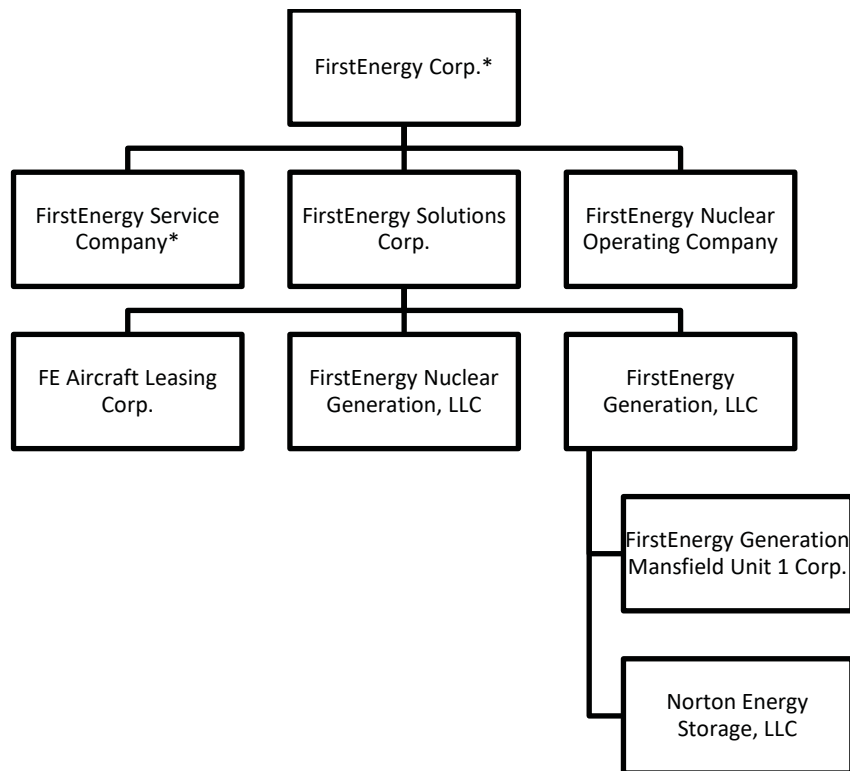 FirstEnergy Corp.*
FirstEnergy Service
Company*
FirstEnergy Solutions
Corp.
FirstEnergy Nuclear
Operating Company
FE Aircraft Leasing
Corp.
FirstEnergy Nuclear
Generation, LLC
FirstEnergy
Generation, LLC
FirstEnergy Generation
Mansfield Unit 1 Corp.
Norton Energy
Storage, LLC